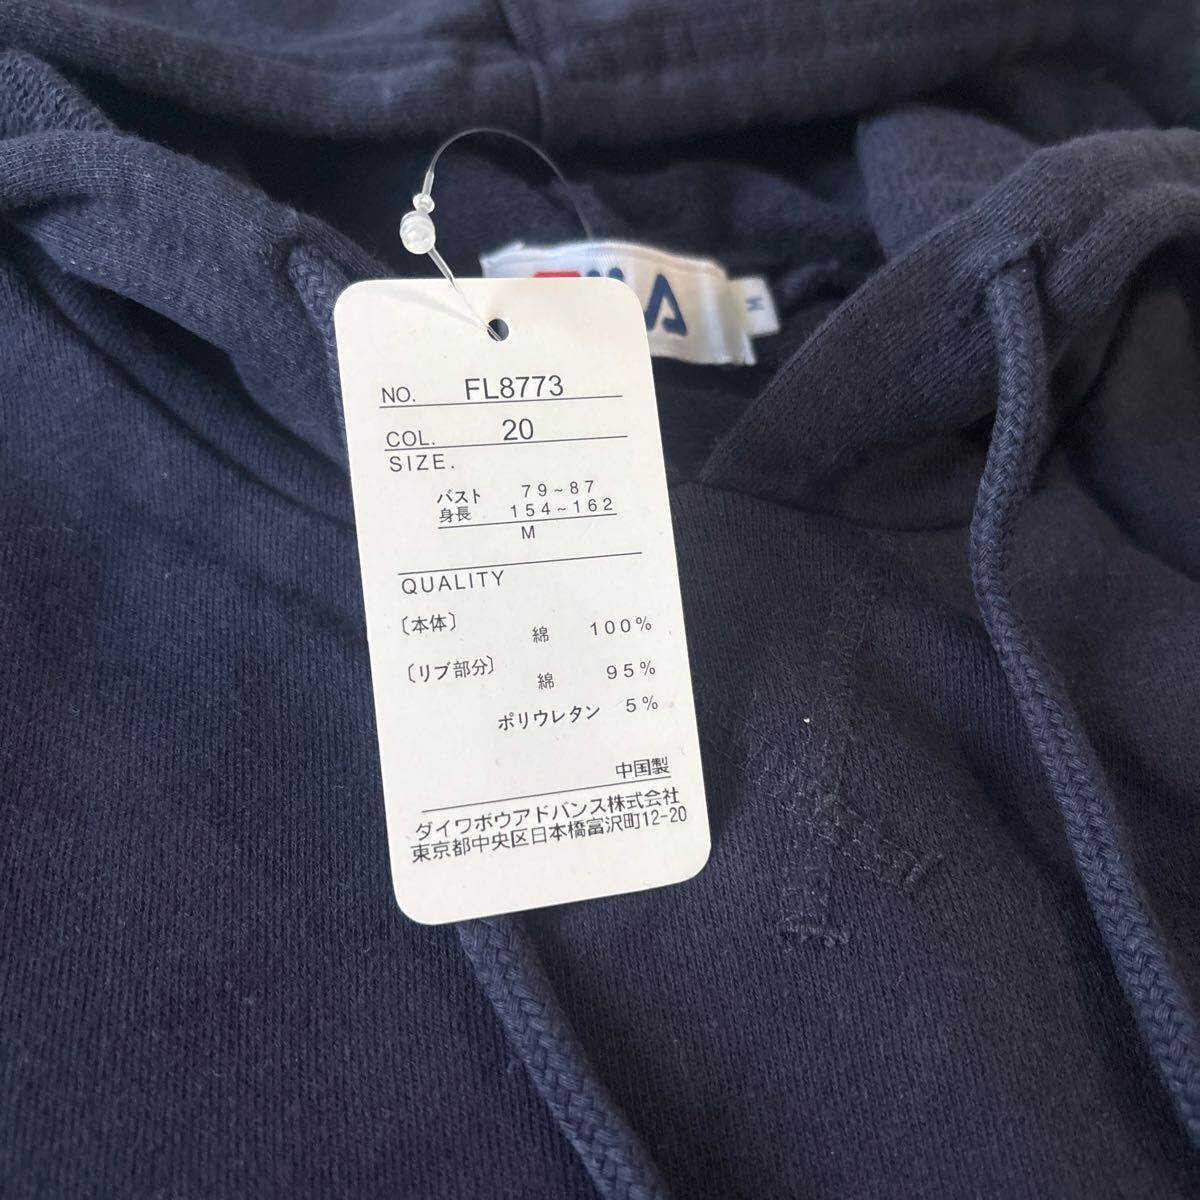 NO. FL8773
COL. 20
SIZE.
バスト 79~87
身長 154~162
M
QUALITY
〔本体〕
綿 100%
〔リブ部分〕
綿 95%
ポリウレタン 5%
中国製
ダイワボウアドバンス株式会社
東京都中央区日本橋富沢町12-20
M